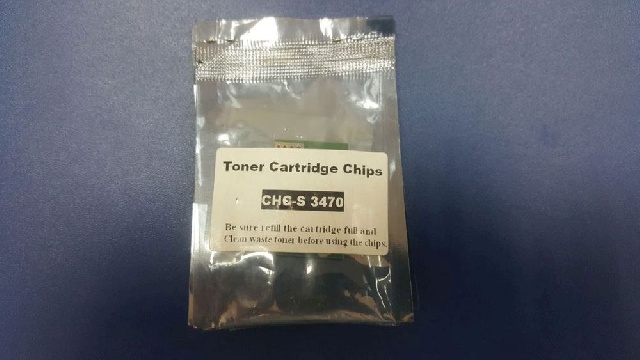 Toner Cartridge Chips
CHG-S 3470
Be sure refill the cartridge full and
Clean waste toner before using the chips.